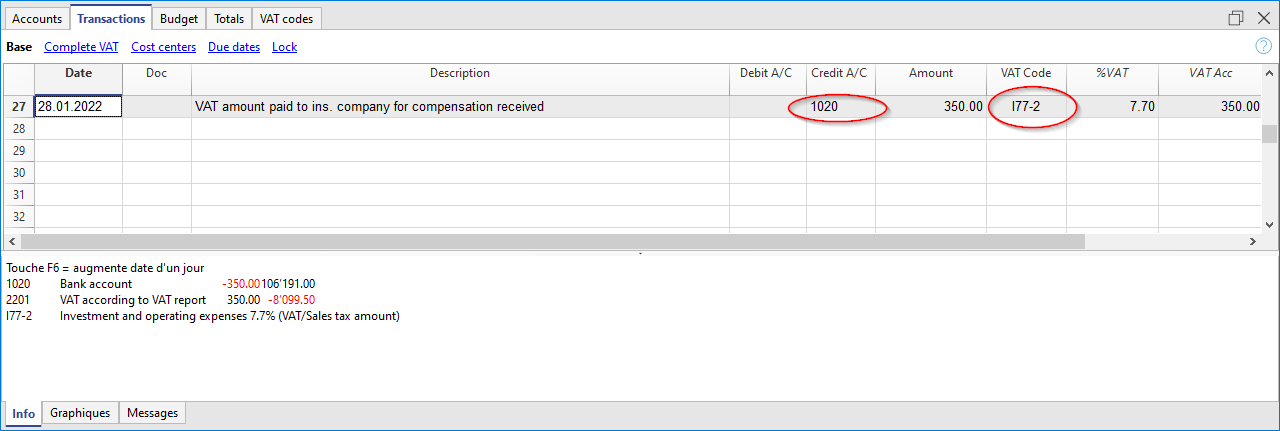 Accounts Transactions Budget Totals VAT codes
Base Complete VAT Cost centers Due dates Lock ?
Date Doc Description Debit A/C Credit A/C Amount VAT Code %VAT VAT Acc
27 28.01.2022 VAT amount paid to ins. company for compensation received 1020 350.00 I77-2 7.70 350.00
28
29
30
31
32
Touche F6 = augmente date d'un jour
1020 Bank account -350.00 106'191.00
2201 VAT according to VAT report 350.00 -8'099.50
I77-2 Investment and operating expenses 7.7% (VAT/Sales tax amount)
Info Graphiques Messages